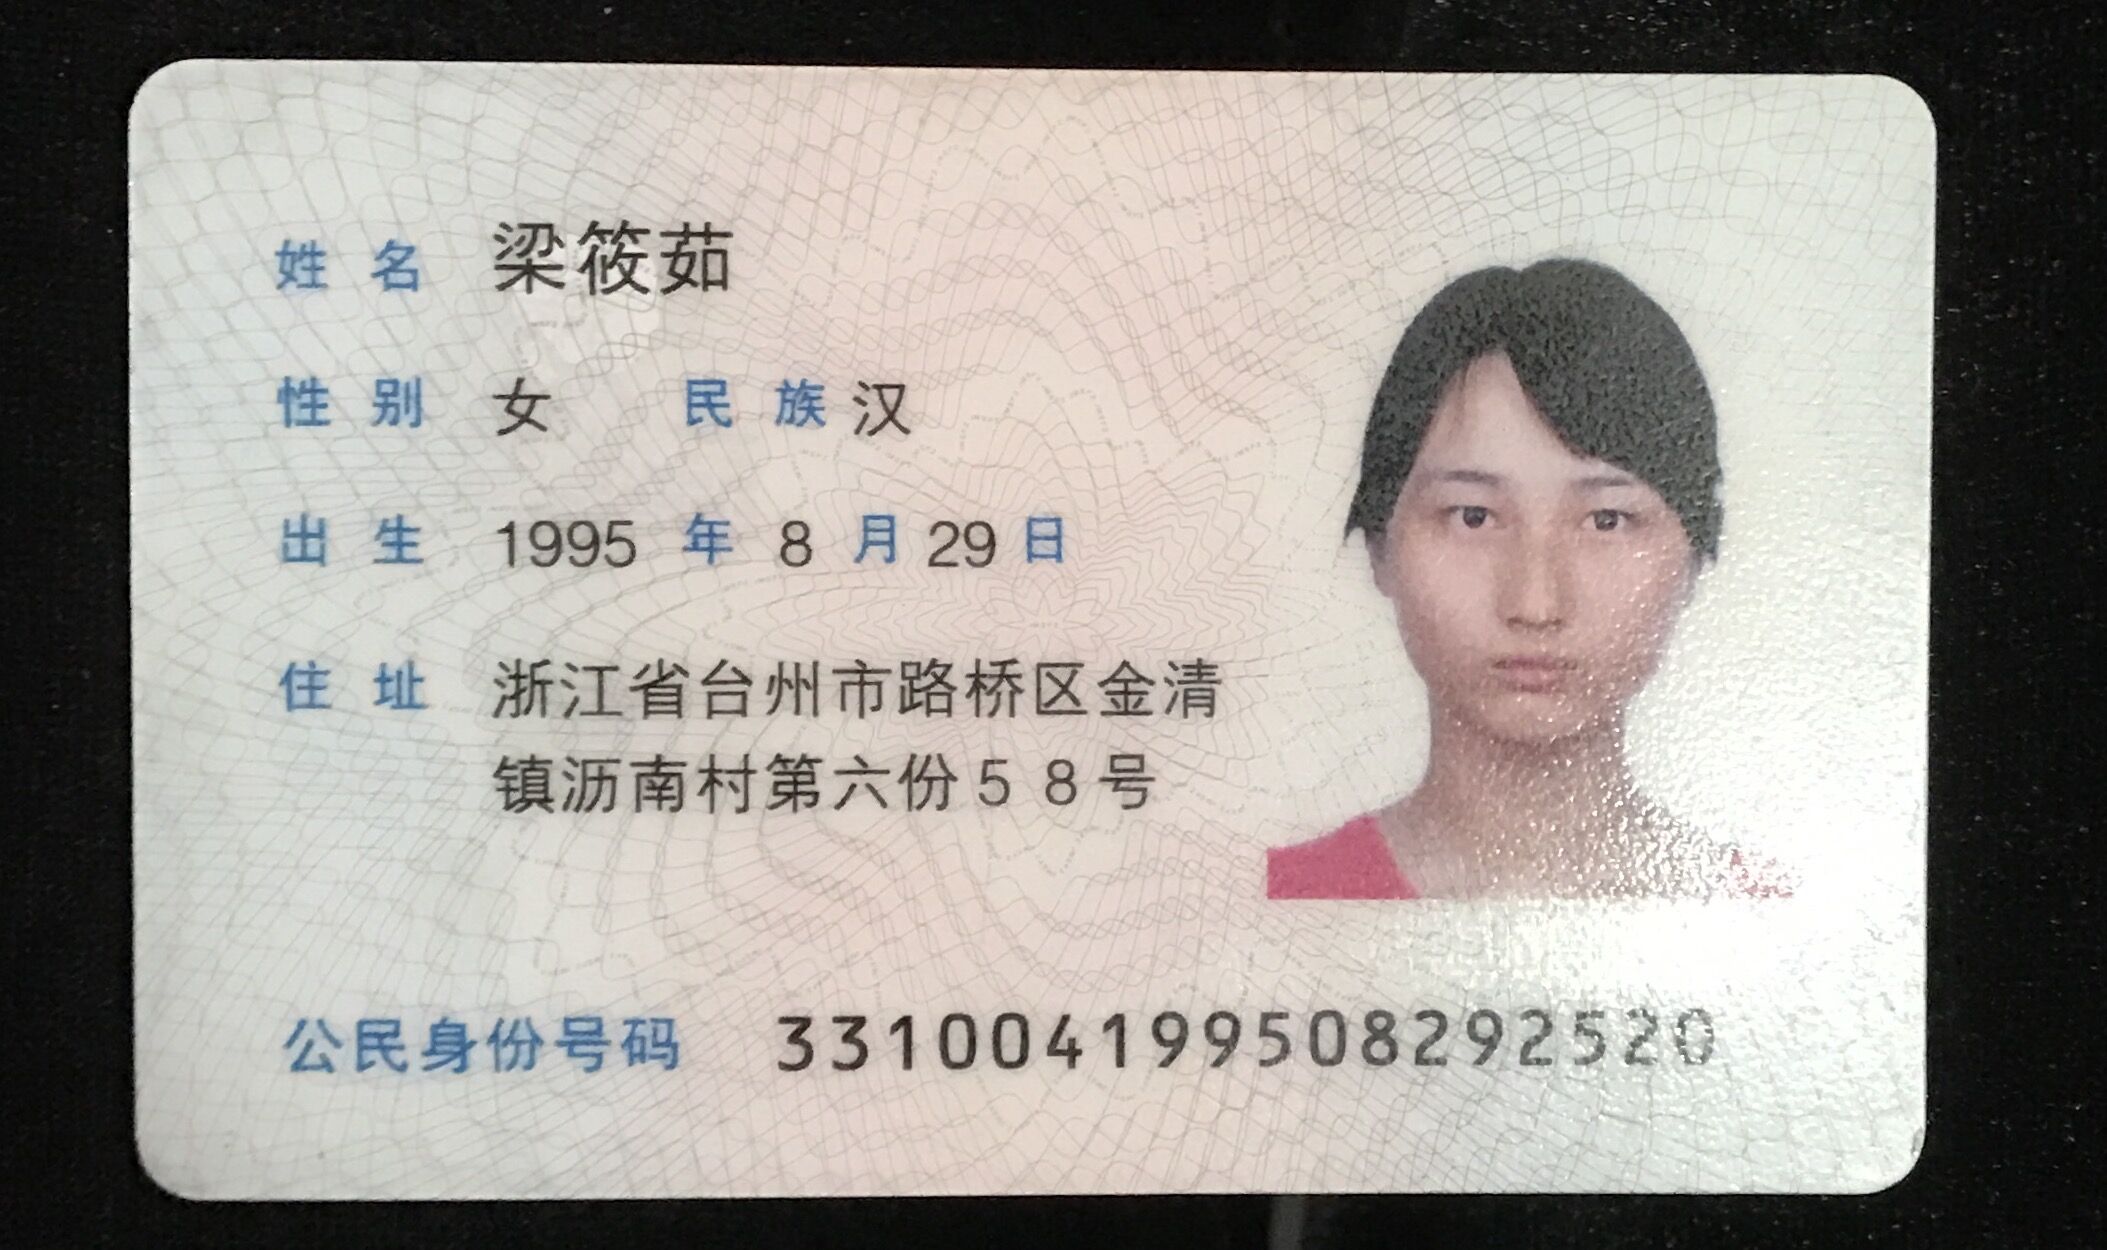 姓名 梁筱茹
性别 女 民族 汉
出生 1995 年 8 月 29 日
住址 浙江省台州市路桥区金清
镇沥南村第六份58号
公民身份号码 331004199508292520